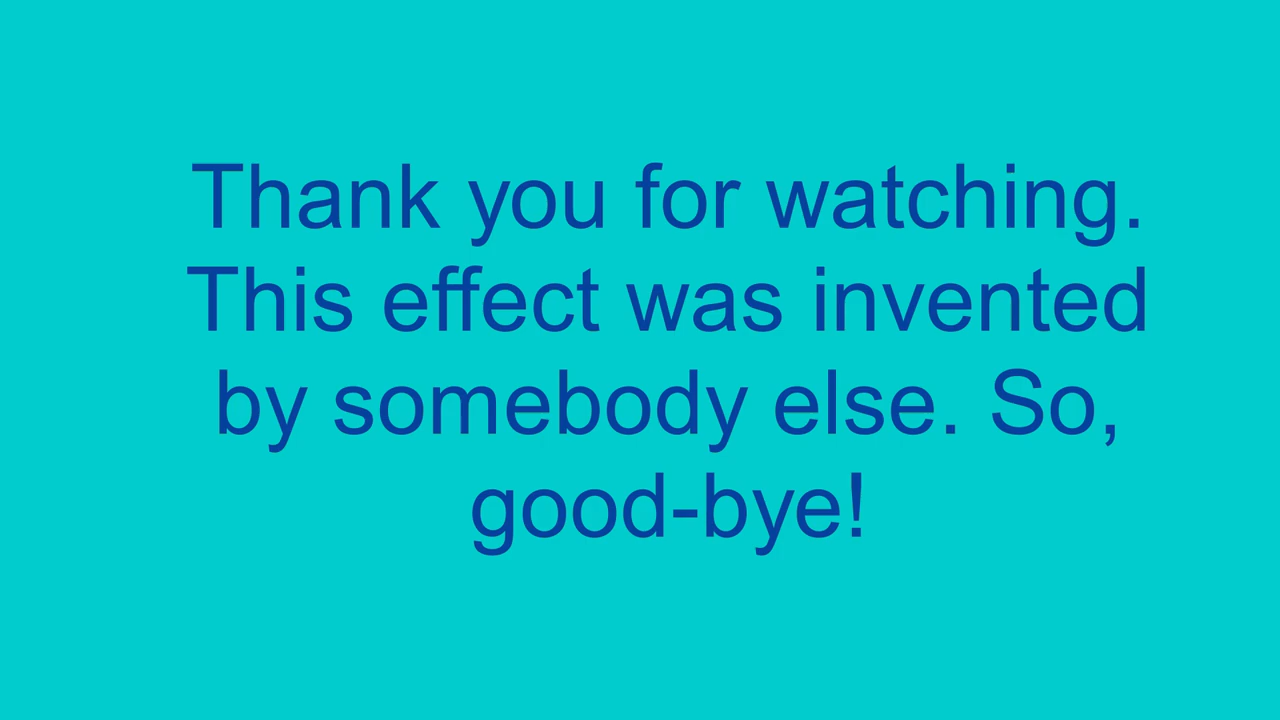 Thank you for watching.
This effect was invented
by somebody else. So,
good-bye!